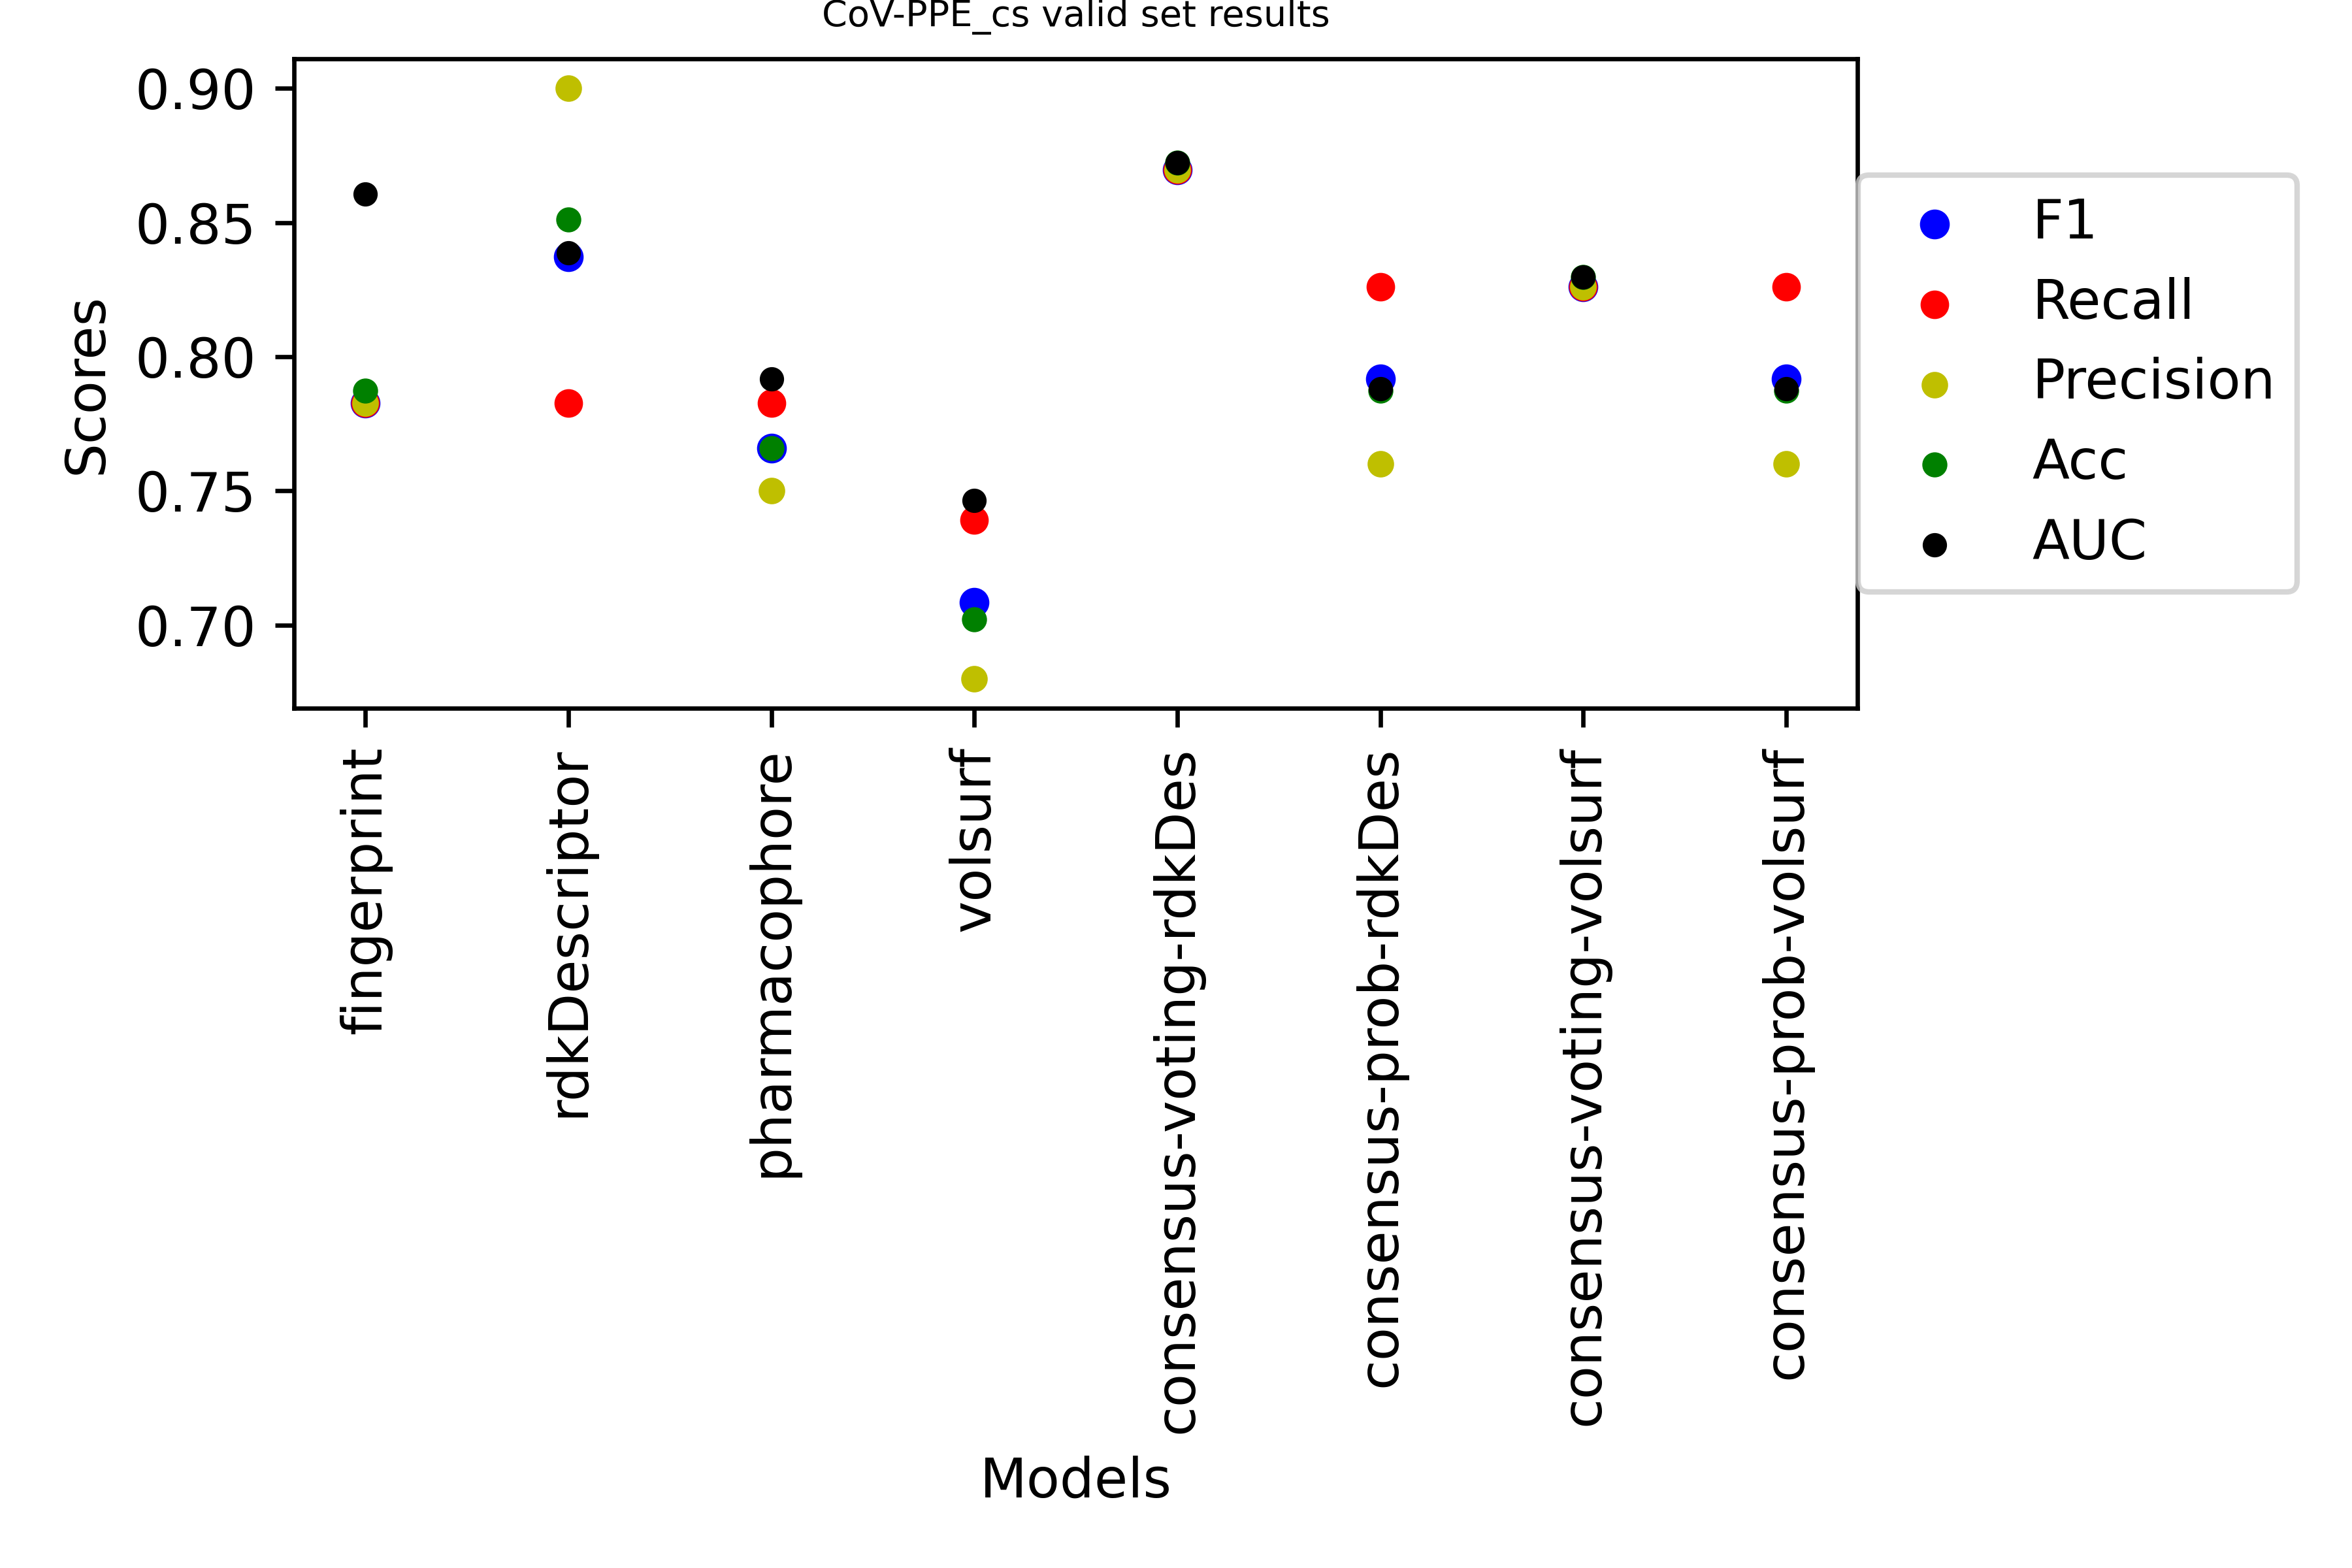 CoV-PPE_cs valid set results
0.90
0.85
0.80
0.75
0.70
Scores
F1
Recall
Precision
Acc
AUC
fingerprint
rdkDescriptor
pharmacophore
volsurf
consensus-voting-rdkDes
consensus-prob-rdkDes
consensus-voting-volsurf
consensus-prob-volsurf
Models